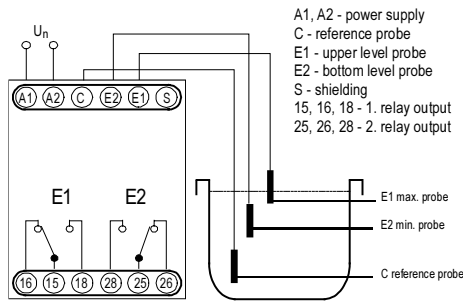 Un
A1 A2 C E2 E1 S
A1, A2 - power supply
C - reference probe
E1 - upper level probe
E2 - bottom level probe
S - shielding
15, 16, 18 - 1. relay output
25, 26, 28 - 2. relay output
E1 E2
16 15 18 28 25 26
E1 max. probe
E2 min. probe
C reference probe